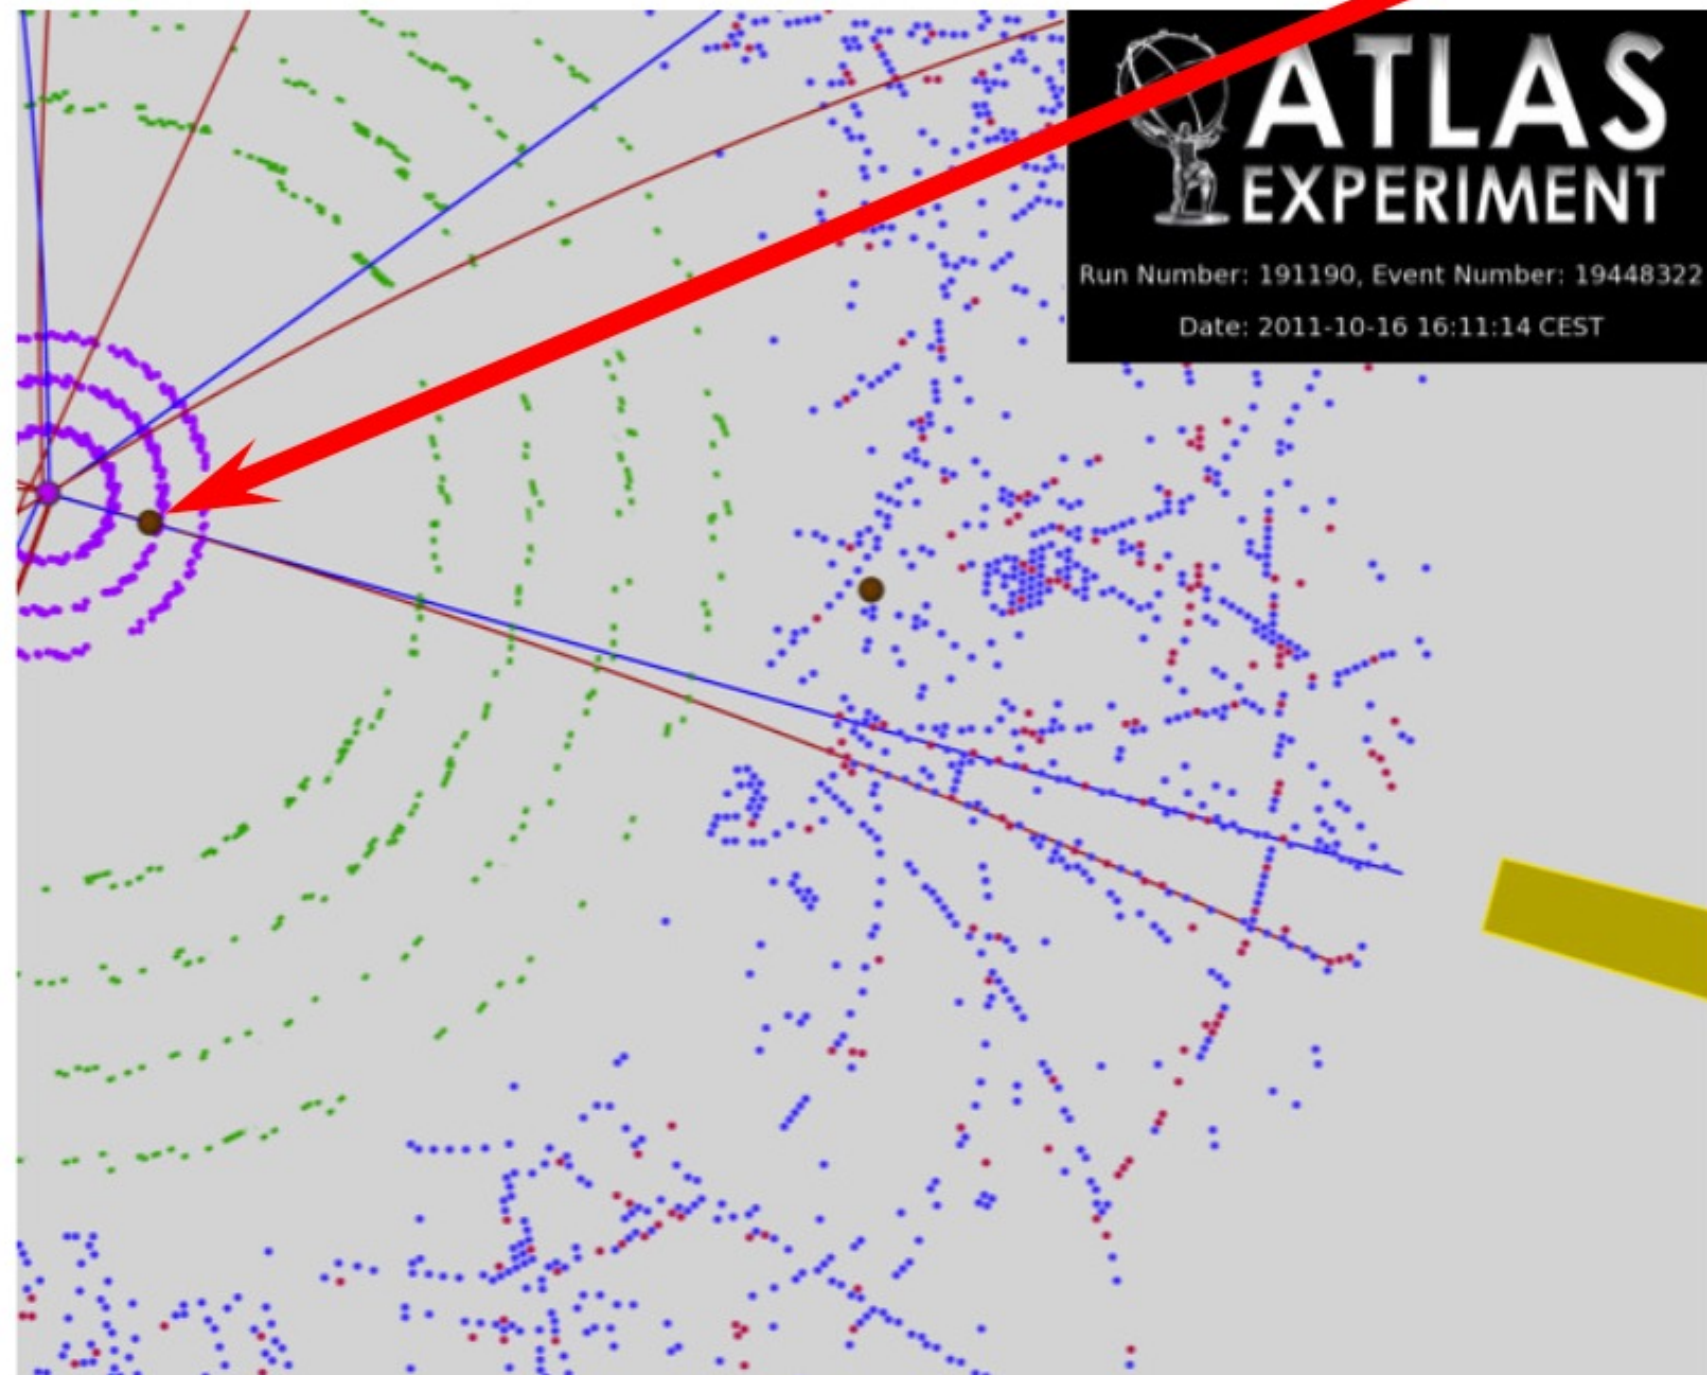 ATLAS
EXPERIMENT
Run Number: 191190, Event Number: 19448322
Date: 2011-10-16 16:11:14 CEST